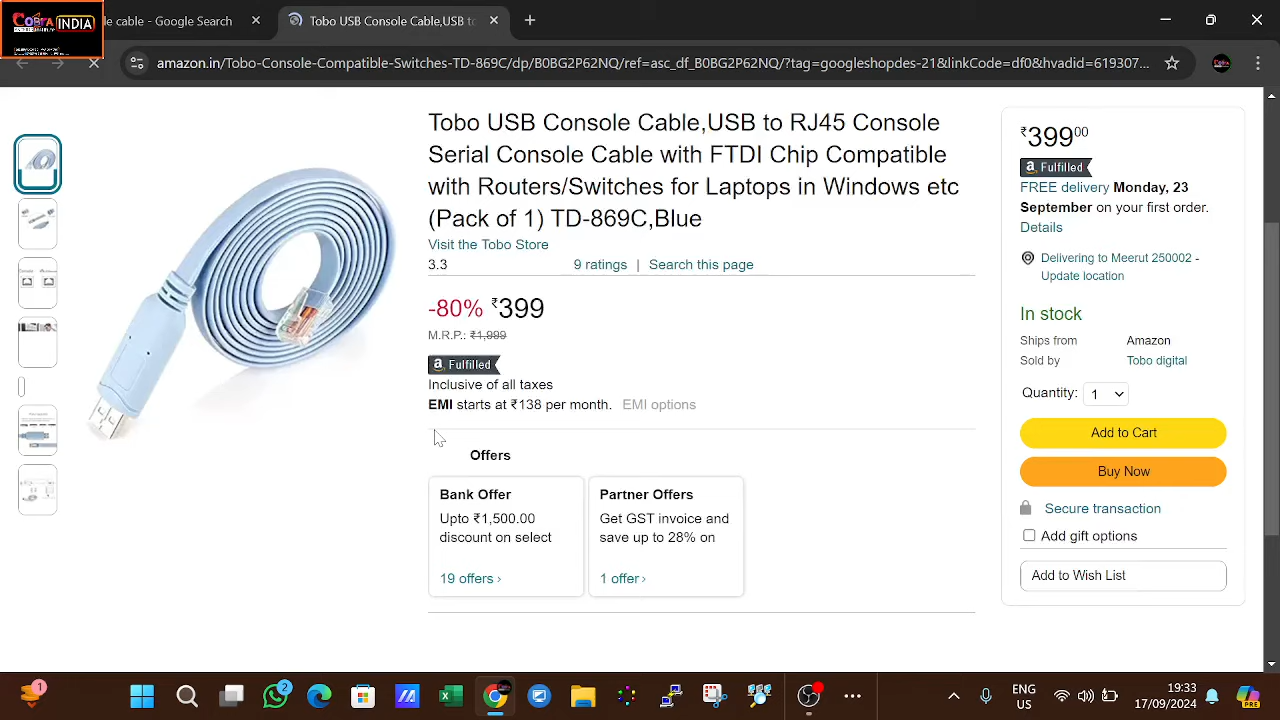 COBRA INDIA
le cable - Google Search
Tobo USB Console Cable,USB to
amazon.in/Tobo-Console-Compatible-Switches-TD-869C/dp/B0BG2P62NQ/ref=asc_df_B0BG2P62NQ/?tag=googleshopdes-21&linkCode=df0&hvadid=619307...
Tobo USB Console Cable,USB to RJ45 Console
Serial Console Cable with FTDI Chip Compatible
with Routers/Switches for Laptops in Windows etc
(Pack of 1) TD-869C,Blue
Visit the Tobo Store
3.3 9 ratings | Search this page
-80% ₹399
M.R.P.: ₹1,999
a Fulfilled
Inclusive of all taxes
EMI starts at ₹138 per month. EMI options
Offers
Bank Offer
Upto ₹1,500.00
discount on select
19 offers ›
Partner Offers
Get GST invoice and
save up to 28% on
1 offer ›
₹399 00
a Fulfilled
FREE delivery Monday, 23
September on your first order.
Details
Delivering to Meerut 250002 -
Update location
In stock
Ships from Amazon
Sold by Tobo digital
Quantity: 1
Add to Cart
Buy Now
Secure transaction
Add gift options
Add to Wish List
1
2
ENG
US
19:33
17/09/2024
PRE